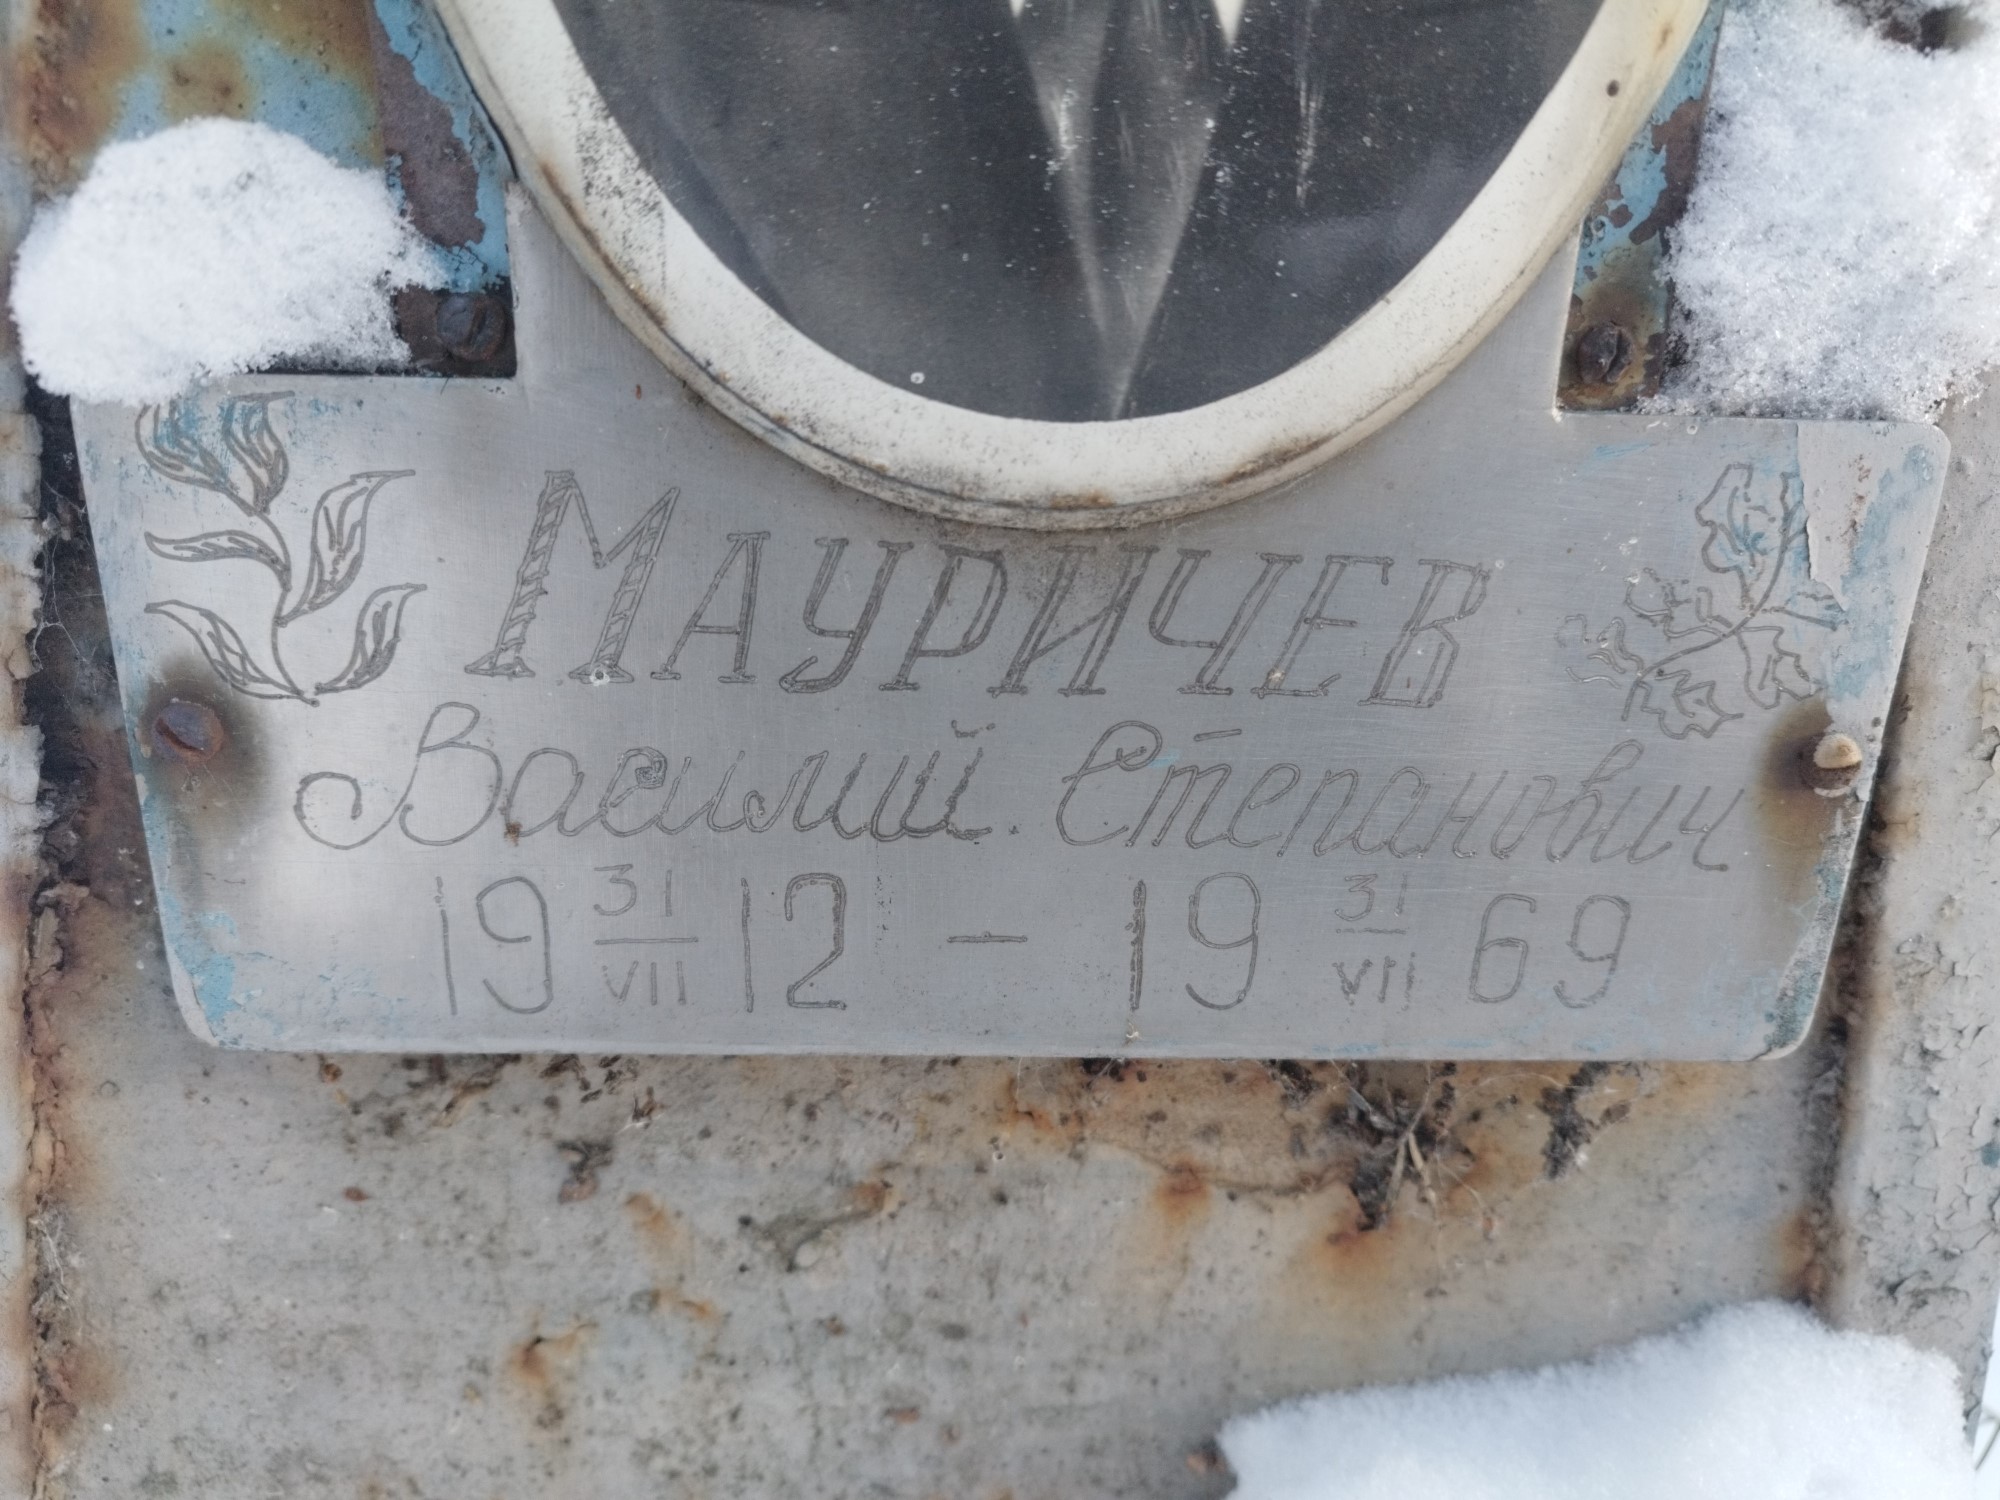 МАУРИЧЕВ
Василий Степанович
19 31/VII 12 – 19 31/VII 69